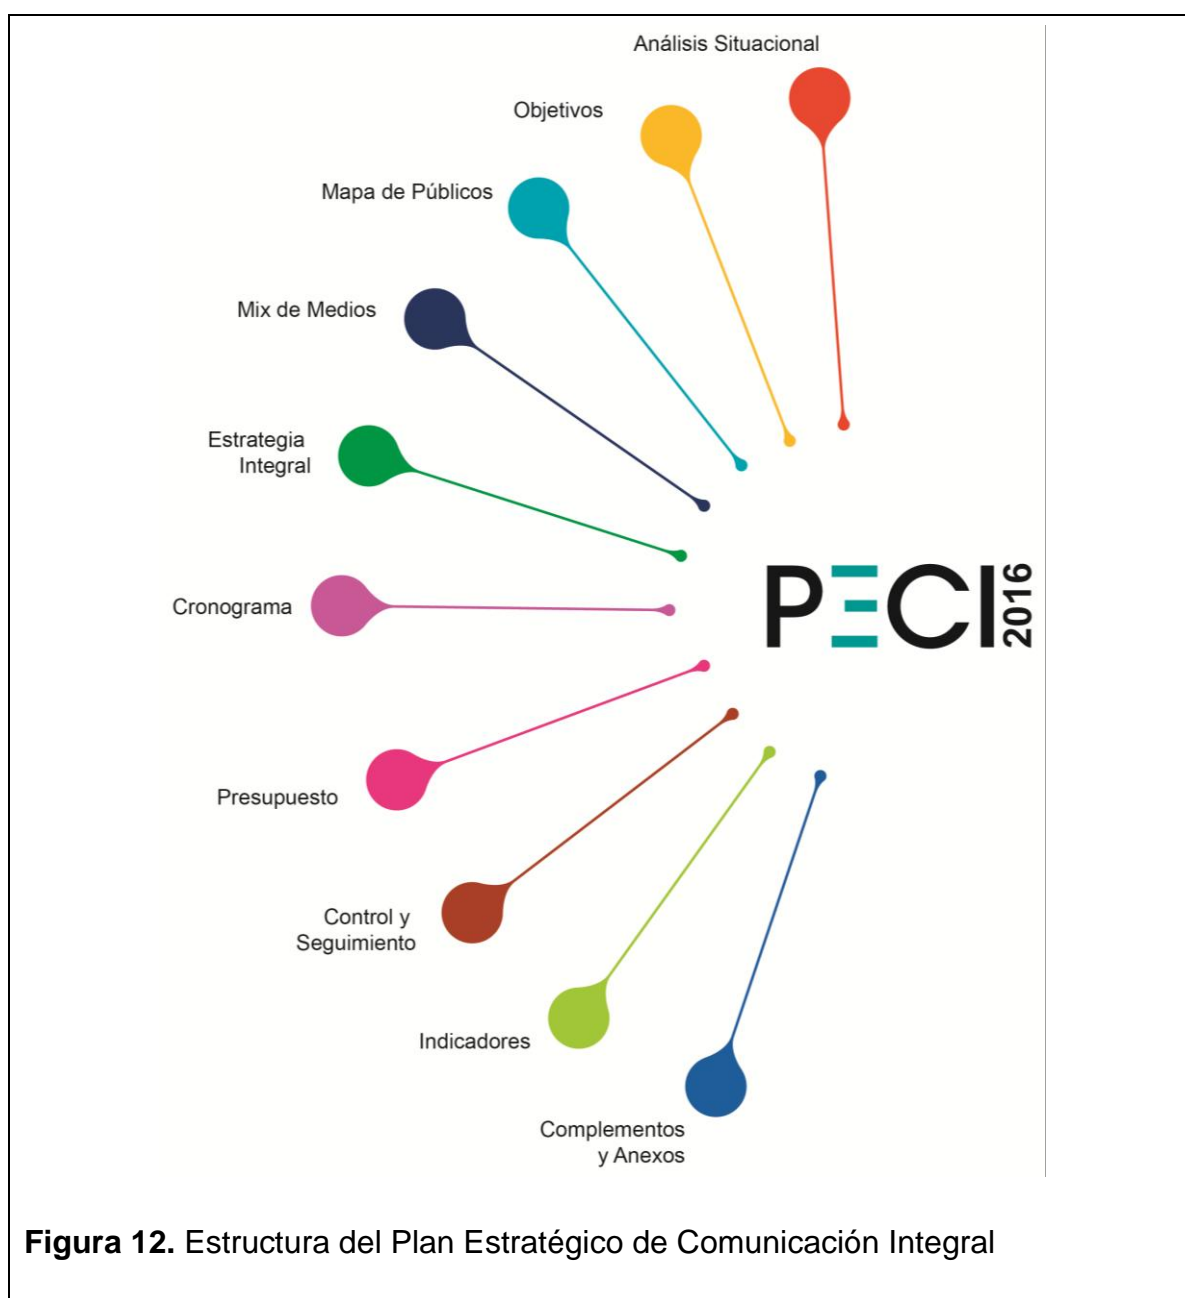 Análisis Situacional
Objetivos
Mapa de Públicos
Mix de Medios
Estrategia
Integral
Cronograma
PECI 2016
Presupuesto
Control y
Seguimiento
Indicadores
Complementos
y Anexos
Figura 12. Estructura del Plan Estratégico de Comunicación Integral